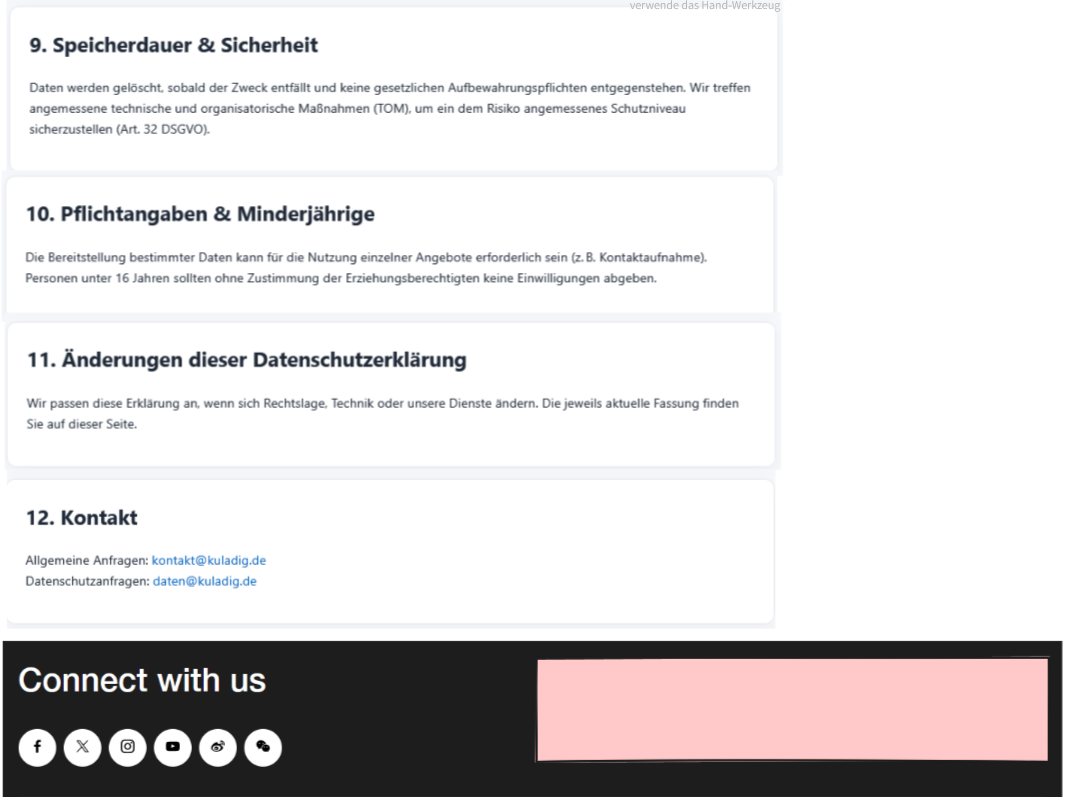 verwende das Hand-Werkzeug
9. Speicherdauer & Sicherheit
Daten werden gelöscht, sobald der Zweck entfällt und keine gesetzlichen Aufbewahrungspflichten entgegenstehen. Wir treffen
angemessene technische und organisatorische Maßnahmen (TOM), um ein dem Risiko angemessenes Schutzniveau
sicherzustellen (Art. 32 DSGVO).
10. Pflichtangaben & Minderjährige
Die Bereitstellung bestimmter Daten kann für die Nutzung einzelner Angebote erforderlich sein (z. B. Kontaktaufnahme).
Personen unter 16 Jahren sollten ohne Zustimmung der Erziehungsberechtigten keine Einwilligungen abgeben.
11. Änderungen dieser Datenschutzerklärung
Wir passen diese Erklärung an, wenn sich Rechtslage, Technik oder unsere Dienste ändern. Die jeweils aktuelle Fassung finden
Sie auf dieser Seite.
12. Kontakt
Allgemeine Anfragen: kontakt@kuladig.de
Datenschutzanfragen: daten@kuladig.de
Connect with us